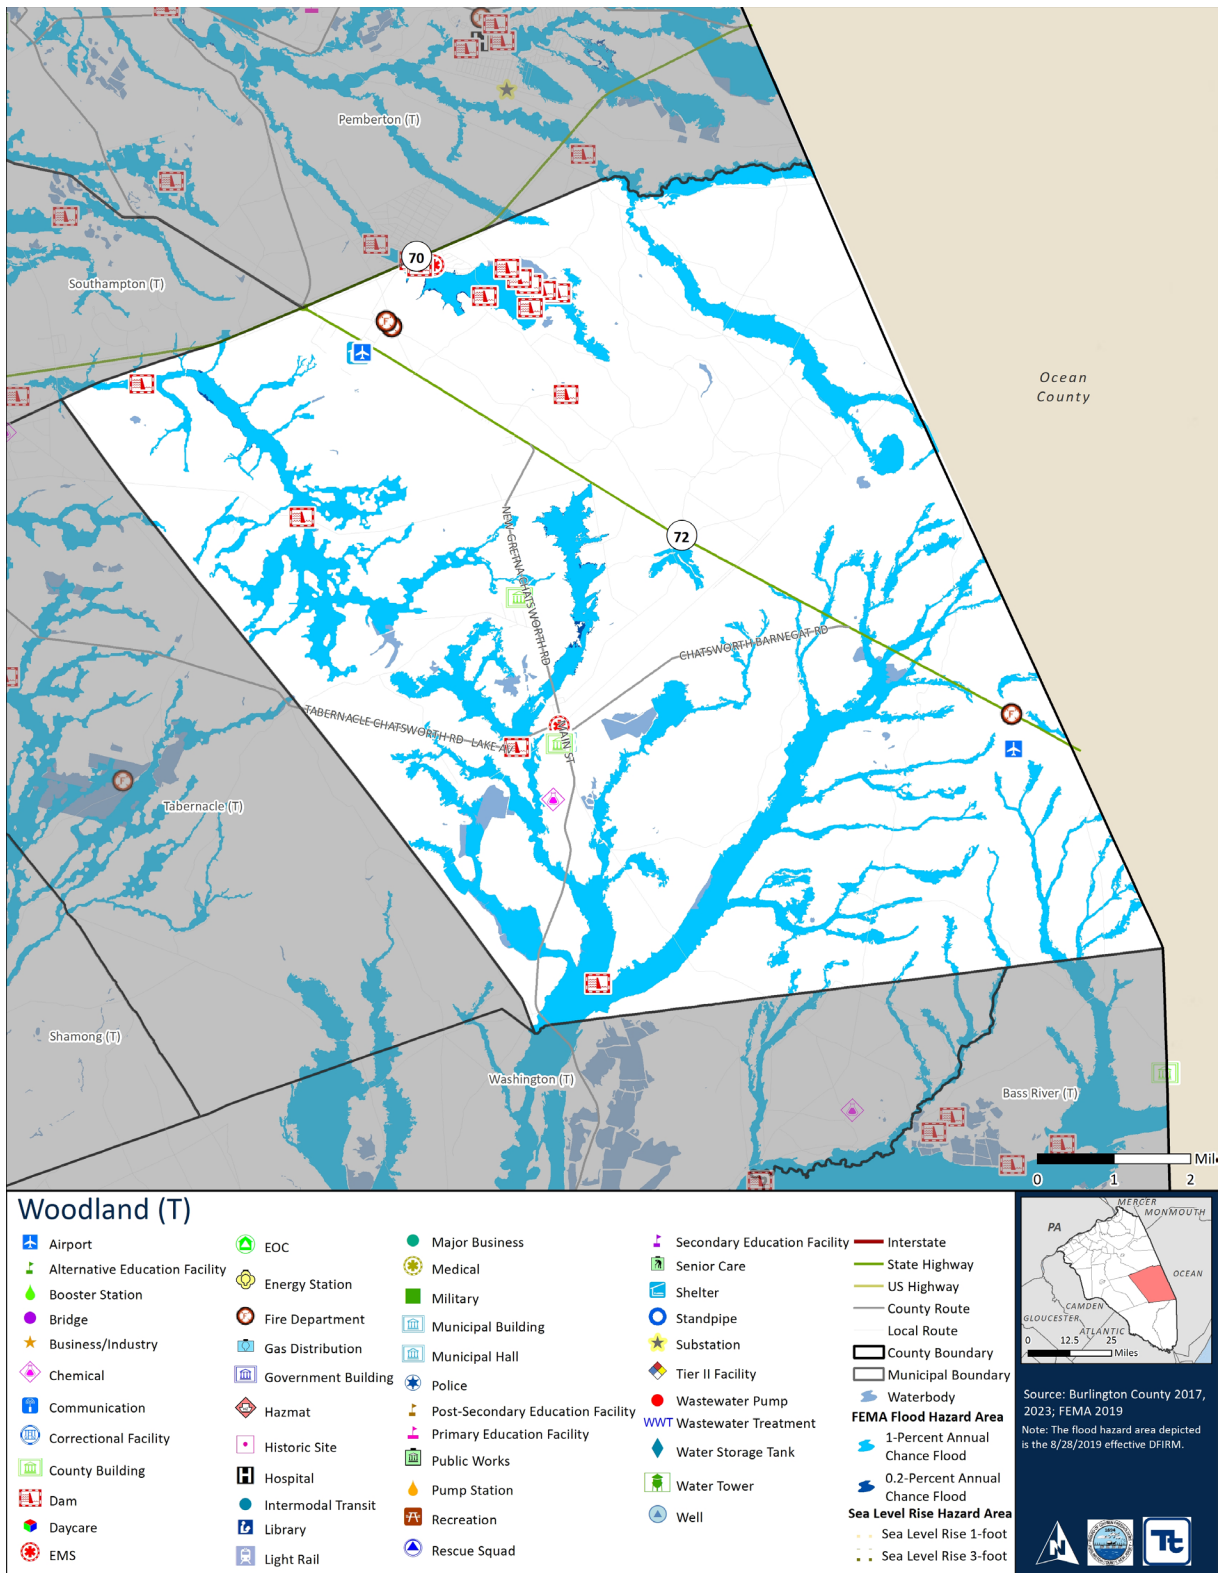 Pemberton (T)
Southampton (T)
70
Ocean
County
NEW GRETNA CHATSWORTH RD
72
CHATSWORTH BARNEGAT RD
TABERNACLE CHATSWORTH RD
LAKE AV
MAIN ST
Tabernacle (T)
Shamong (T)
Washington (T)
Bass River (T)
0 1 2
Woodland (T)
Airport
Alternative Education Facility
Booster Station
Bridge
Business/Industry
Chemical
Communication
Correctional Facility
County Building
Dam
Daycare
EMS
EOC
Energy Station
Fire Department
Gas Distribution
Government Building
Hazmat
Historic Site
Hospital
Intermodal Transit
Library
Light Rail
Major Business
Medical
Military
Municipal Building
Municipal Hall
Police
Post-Secondary Education Facility
Primary Education Facility
Public Works
Pump Station
Recreation
Rescue Squad
Secondary Education Facility
Senior Care
Shelter
Standpipe
Substation
Tier II Facility
Wastewater Pump
WWT Wastewater Treatment
Water Storage Tank
Water Tower
Well
Interstate
State Highway
US Highway
County Route
Local Route
County Boundary
Municipal Boundary
Waterbody
FEMA Flood Hazard Area
1-Percent Annual
Chance Flood
0.2-Percent Annual
Chance Flood
Sea Level Rise Hazard Area
Sea Level Rise 1-foot
Sea Level Rise 3-foot
MERCER
MONMOUTH
PA
OCEAN
CAMDEN
GLOUCESTER
ATLANTIC
0 12.5 25
Miles
Source: Burlington County 2017,
2023; FEMA 2019
Note: The flood hazard area depicted
is the 8/28/2019 effective DFIRM.
N
Tt